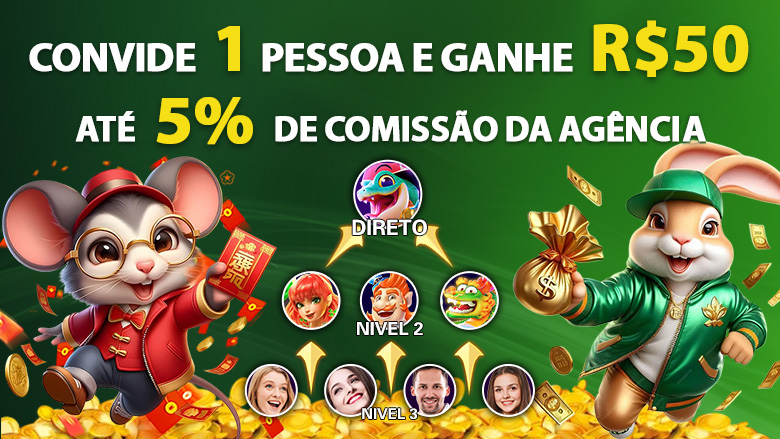 CONVIDE 1 PESSOA E GANHE R$50
ATÉ 5% DE COMISSÃO DA AGÊNCIA
DIRETO
NIVEL 2
NIVEL 3
$